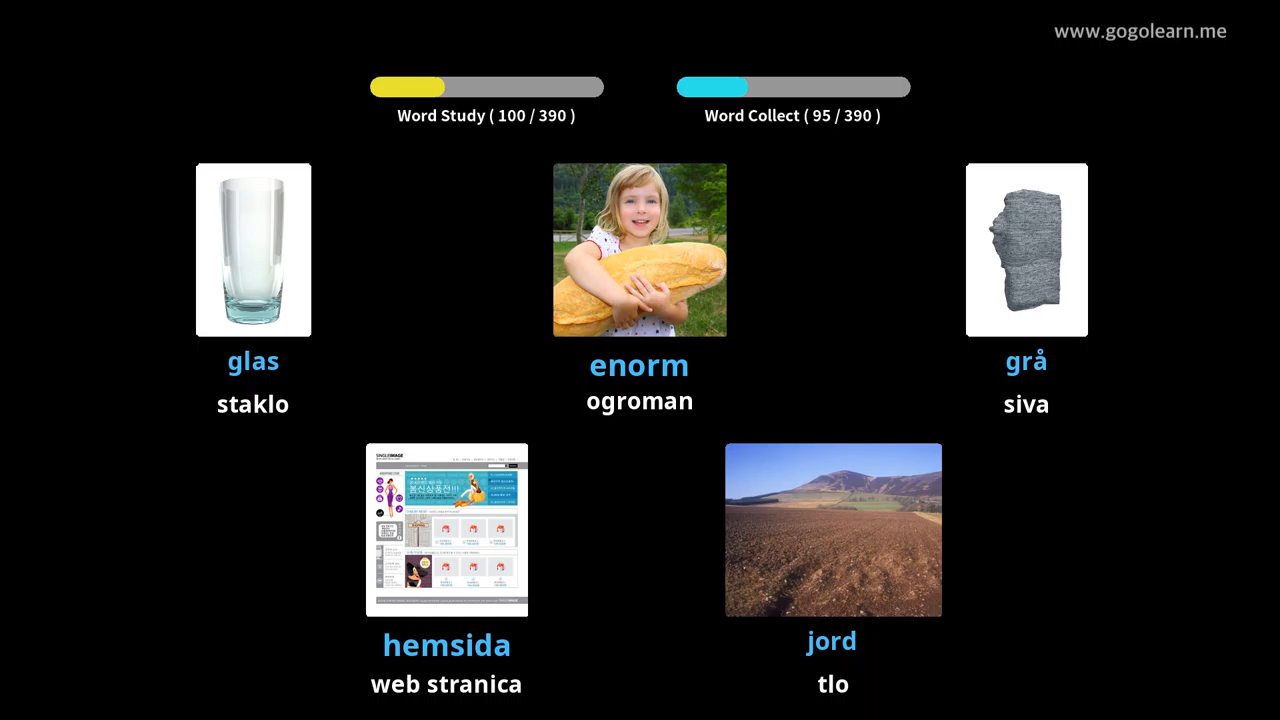 www.gogolearn.me
Word Study ( 100 / 390 )
Word Collect ( 95 / 390 )
glas
enorm
grå
staklo
ogroman
siva
SINGLEIMAGE
hemsida
jord
web stranica
tlo